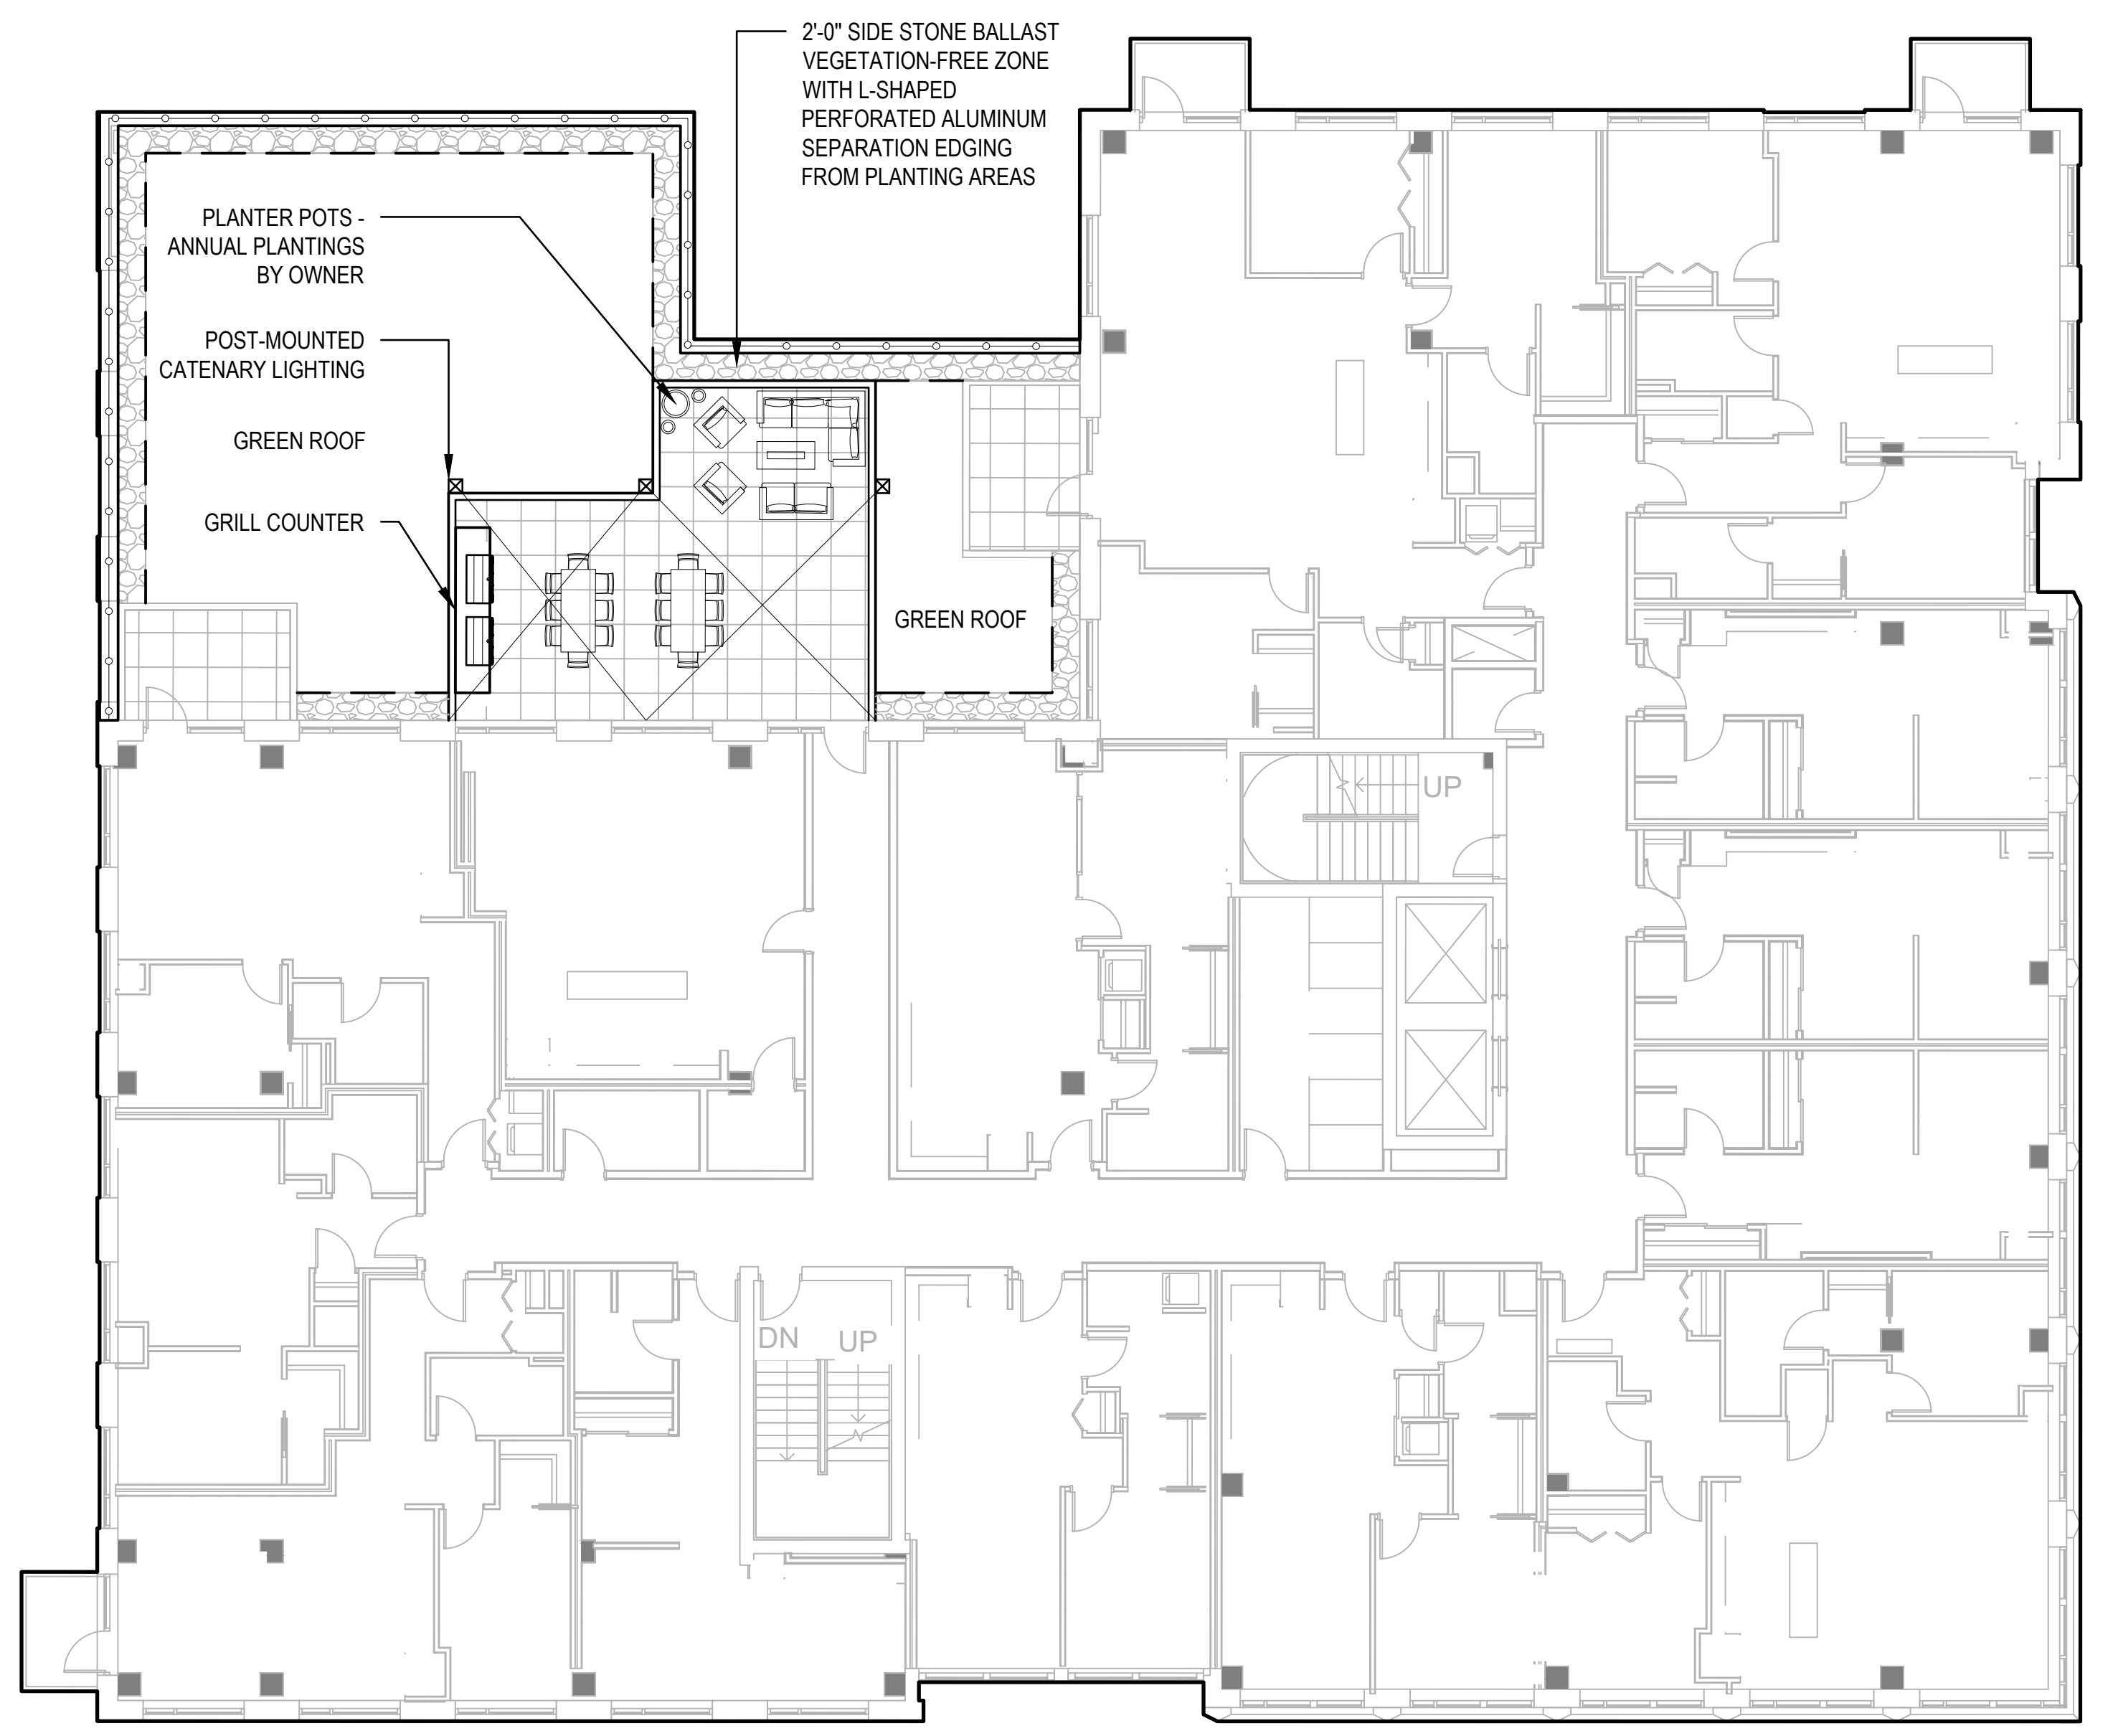 2'-0" SIDE STONE BALLAST
VEGETATION-FREE ZONE
WITH L-SHAPED
PERFORATED ALUMINUM
SEPARATION EDGING
FROM PLANTING AREAS
PLANTER POTS -
ANNUAL PLANTINGS
BY OWNER
POST-MOUNTED
CATENARY LIGHTING
GREEN ROOF
GRILL COUNTER
GREEN ROOF
UP
DN
UP